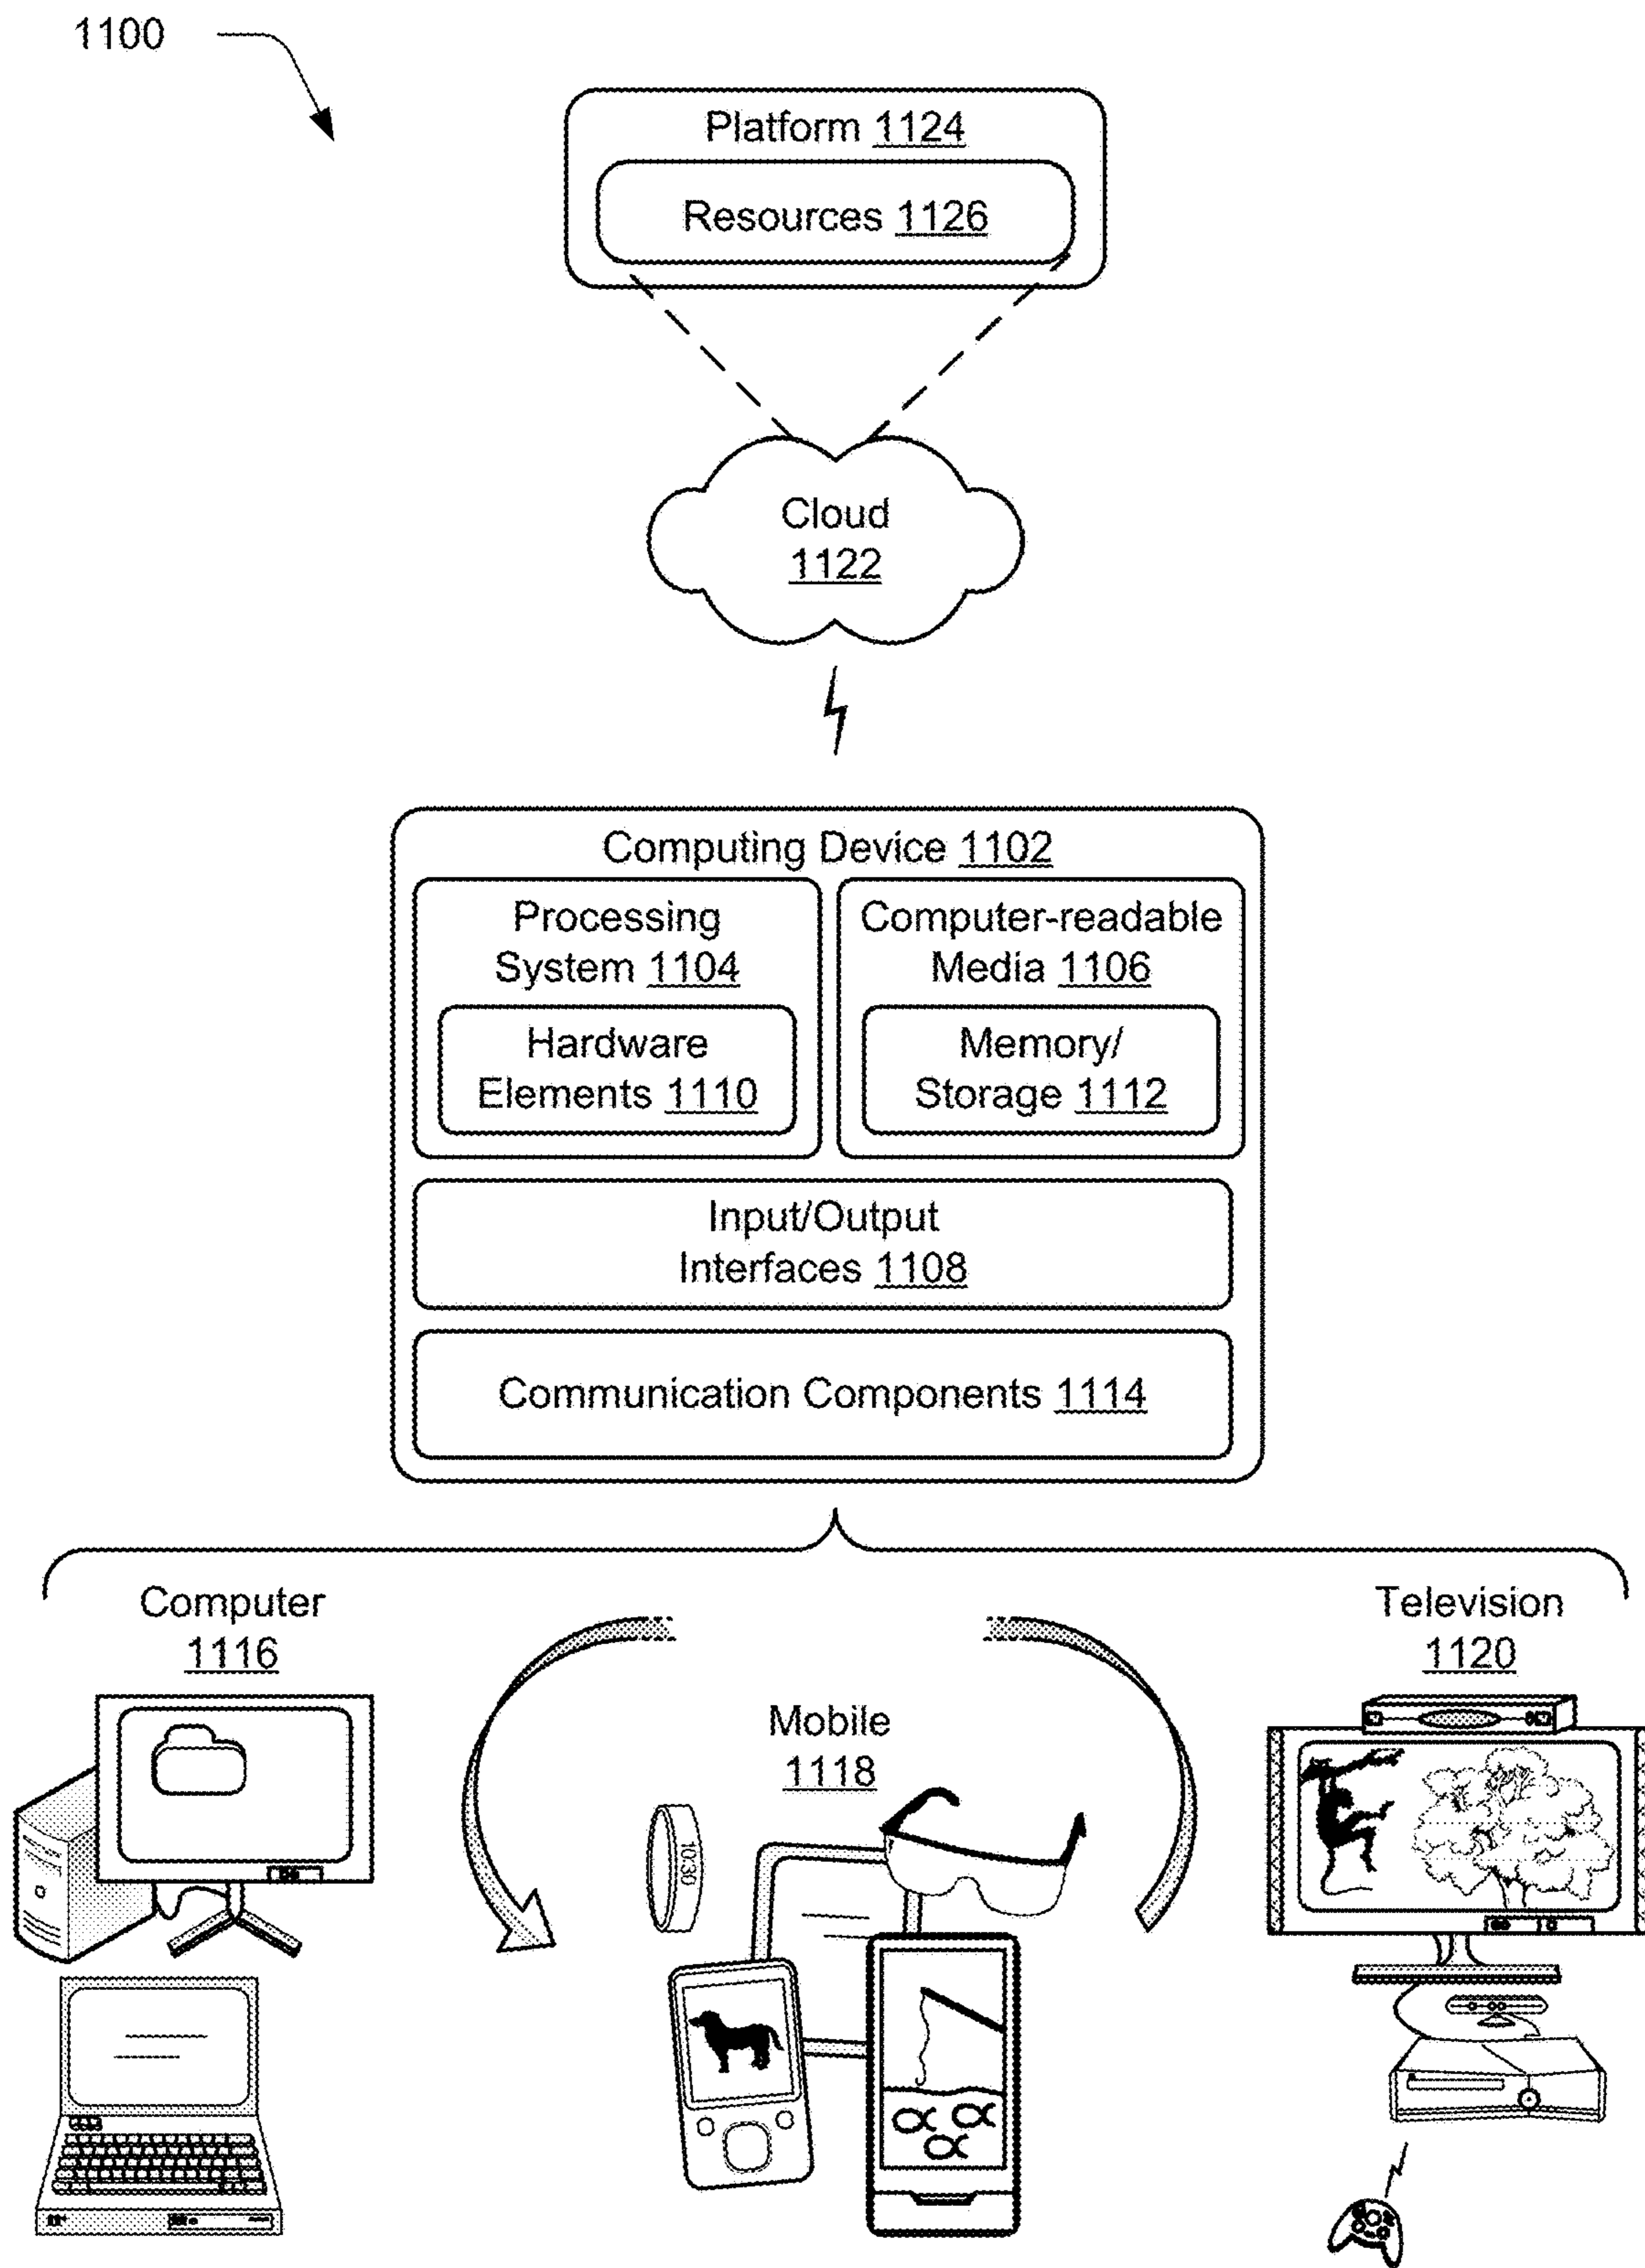 1100
Platform 1124
Resources 1126
Cloud
1122
Computing Device 1102
Processing
System 1104
Hardware
Elements 1110
Computer-readable
Media 1106
Memory/
Storage 1112
Input/Output
Interfaces 1108
Communication Components 1114
Computer
1116
Mobile
1118
Television
1120
10:30